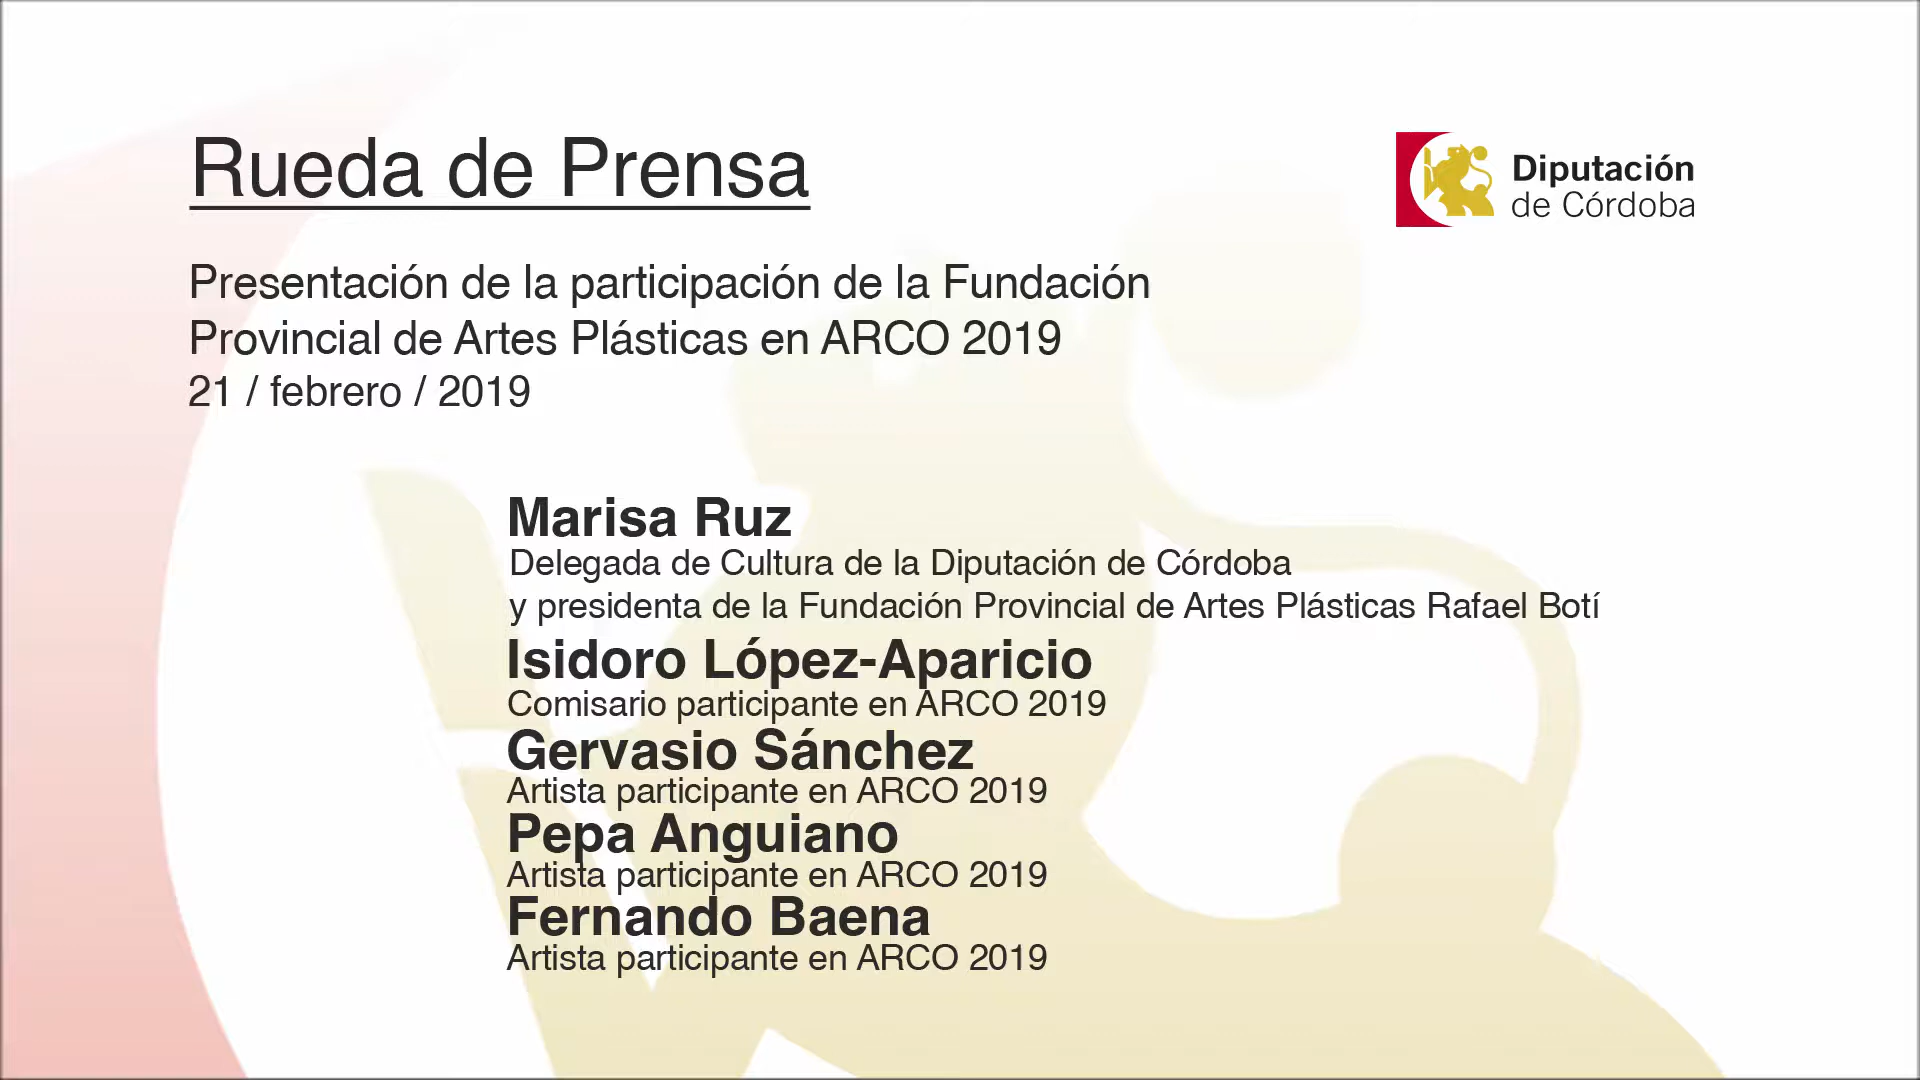 Rueda de Prensa
Diputación
de Córdoba
Presentación de la participación de la Fundación
Provincial de Artes Plásticas en ARCO 2019
21 / febrero / 2019
Marisa Ruz
Delegada de Cultura de la Diputación de Córdoba
y presidenta de la Fundación Provincial de Artes Plásticas Rafael Botí
Isidoro López-Aparicio
Comisario participante en ARCO 2019
Gervasio Sánchez
Artista participante en ARCO 2019
Pepa Anguiano
Artista participante en ARCO 2019
Fernando Baena
Artista participante en ARCO 2019